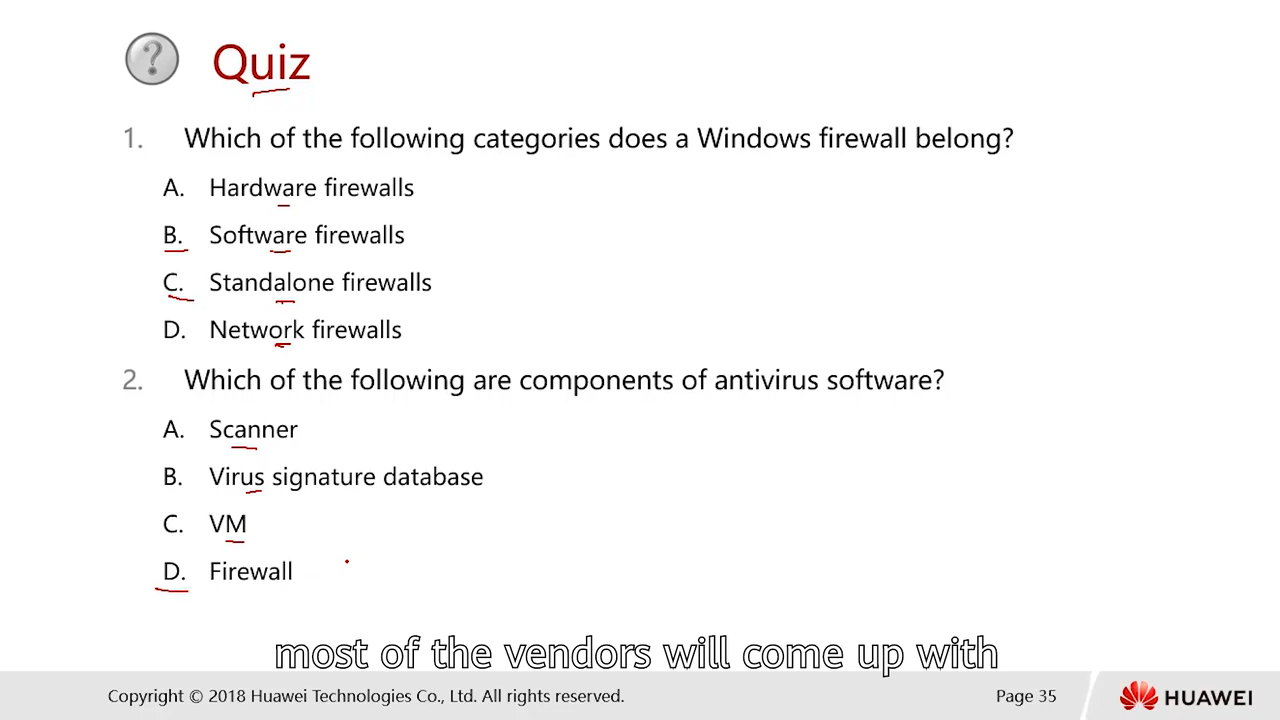 Quiz
1. Which of the following categories does a Windows firewall belong?
A. Hardware firewalls
B. Software firewalls
C. Standalone firewalls
D. Network firewalls
2. Which of the following are components of antivirus software?
A. Scanner
B. Virus signature database
C. VM
D. Firewall
most of the vendors will come up with
Copyright © 2018 Huawei Technologies Co., Ltd. All rights reserved. Page 35 HUAWEI